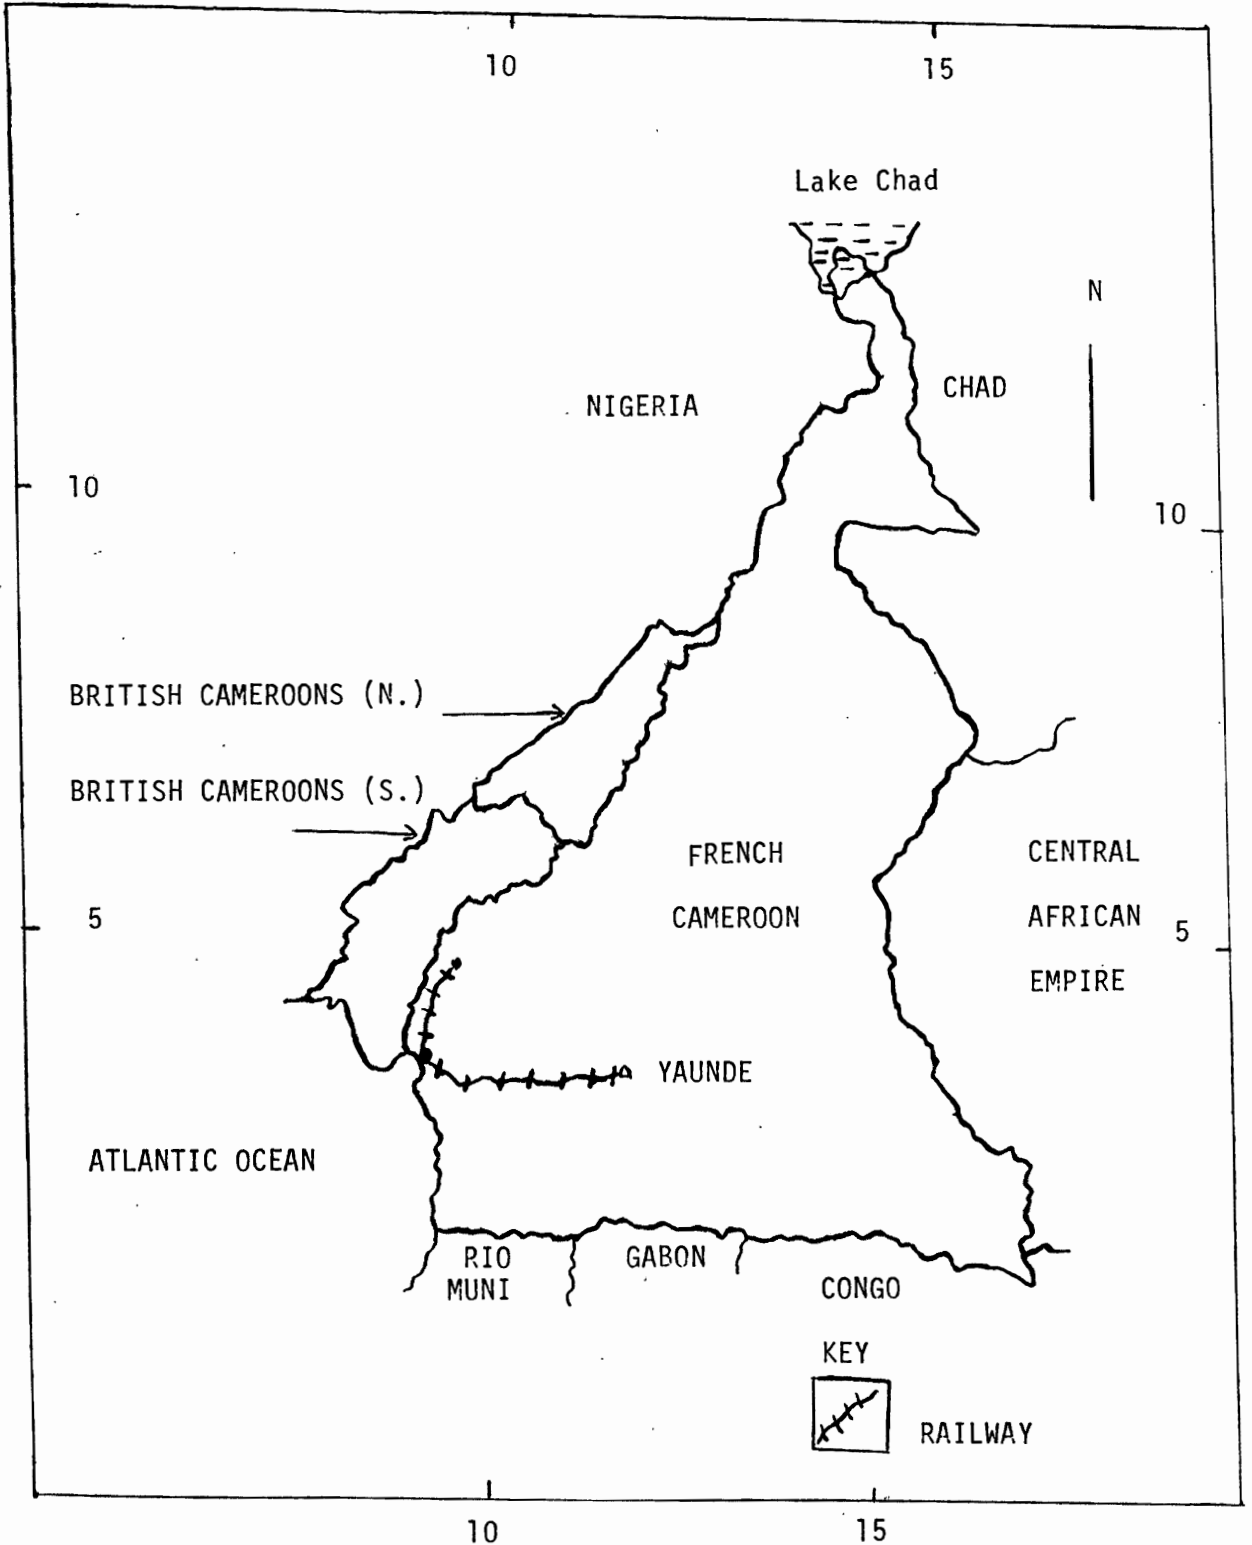 10
15
Lake Chad
N
NIGERIA
CHAD
10
10
BRITISH CAMEROONS (N.)
BRITISH CAMEROONS (S.)
FRENCH
CAMEROON
CENTRAL
AFRICAN
EMPIRE
5
5
YAUNDE
ATLANTIC OCEAN
RIO
MUNI
GABON
CONGO
KEY
RAILWAY
10
15